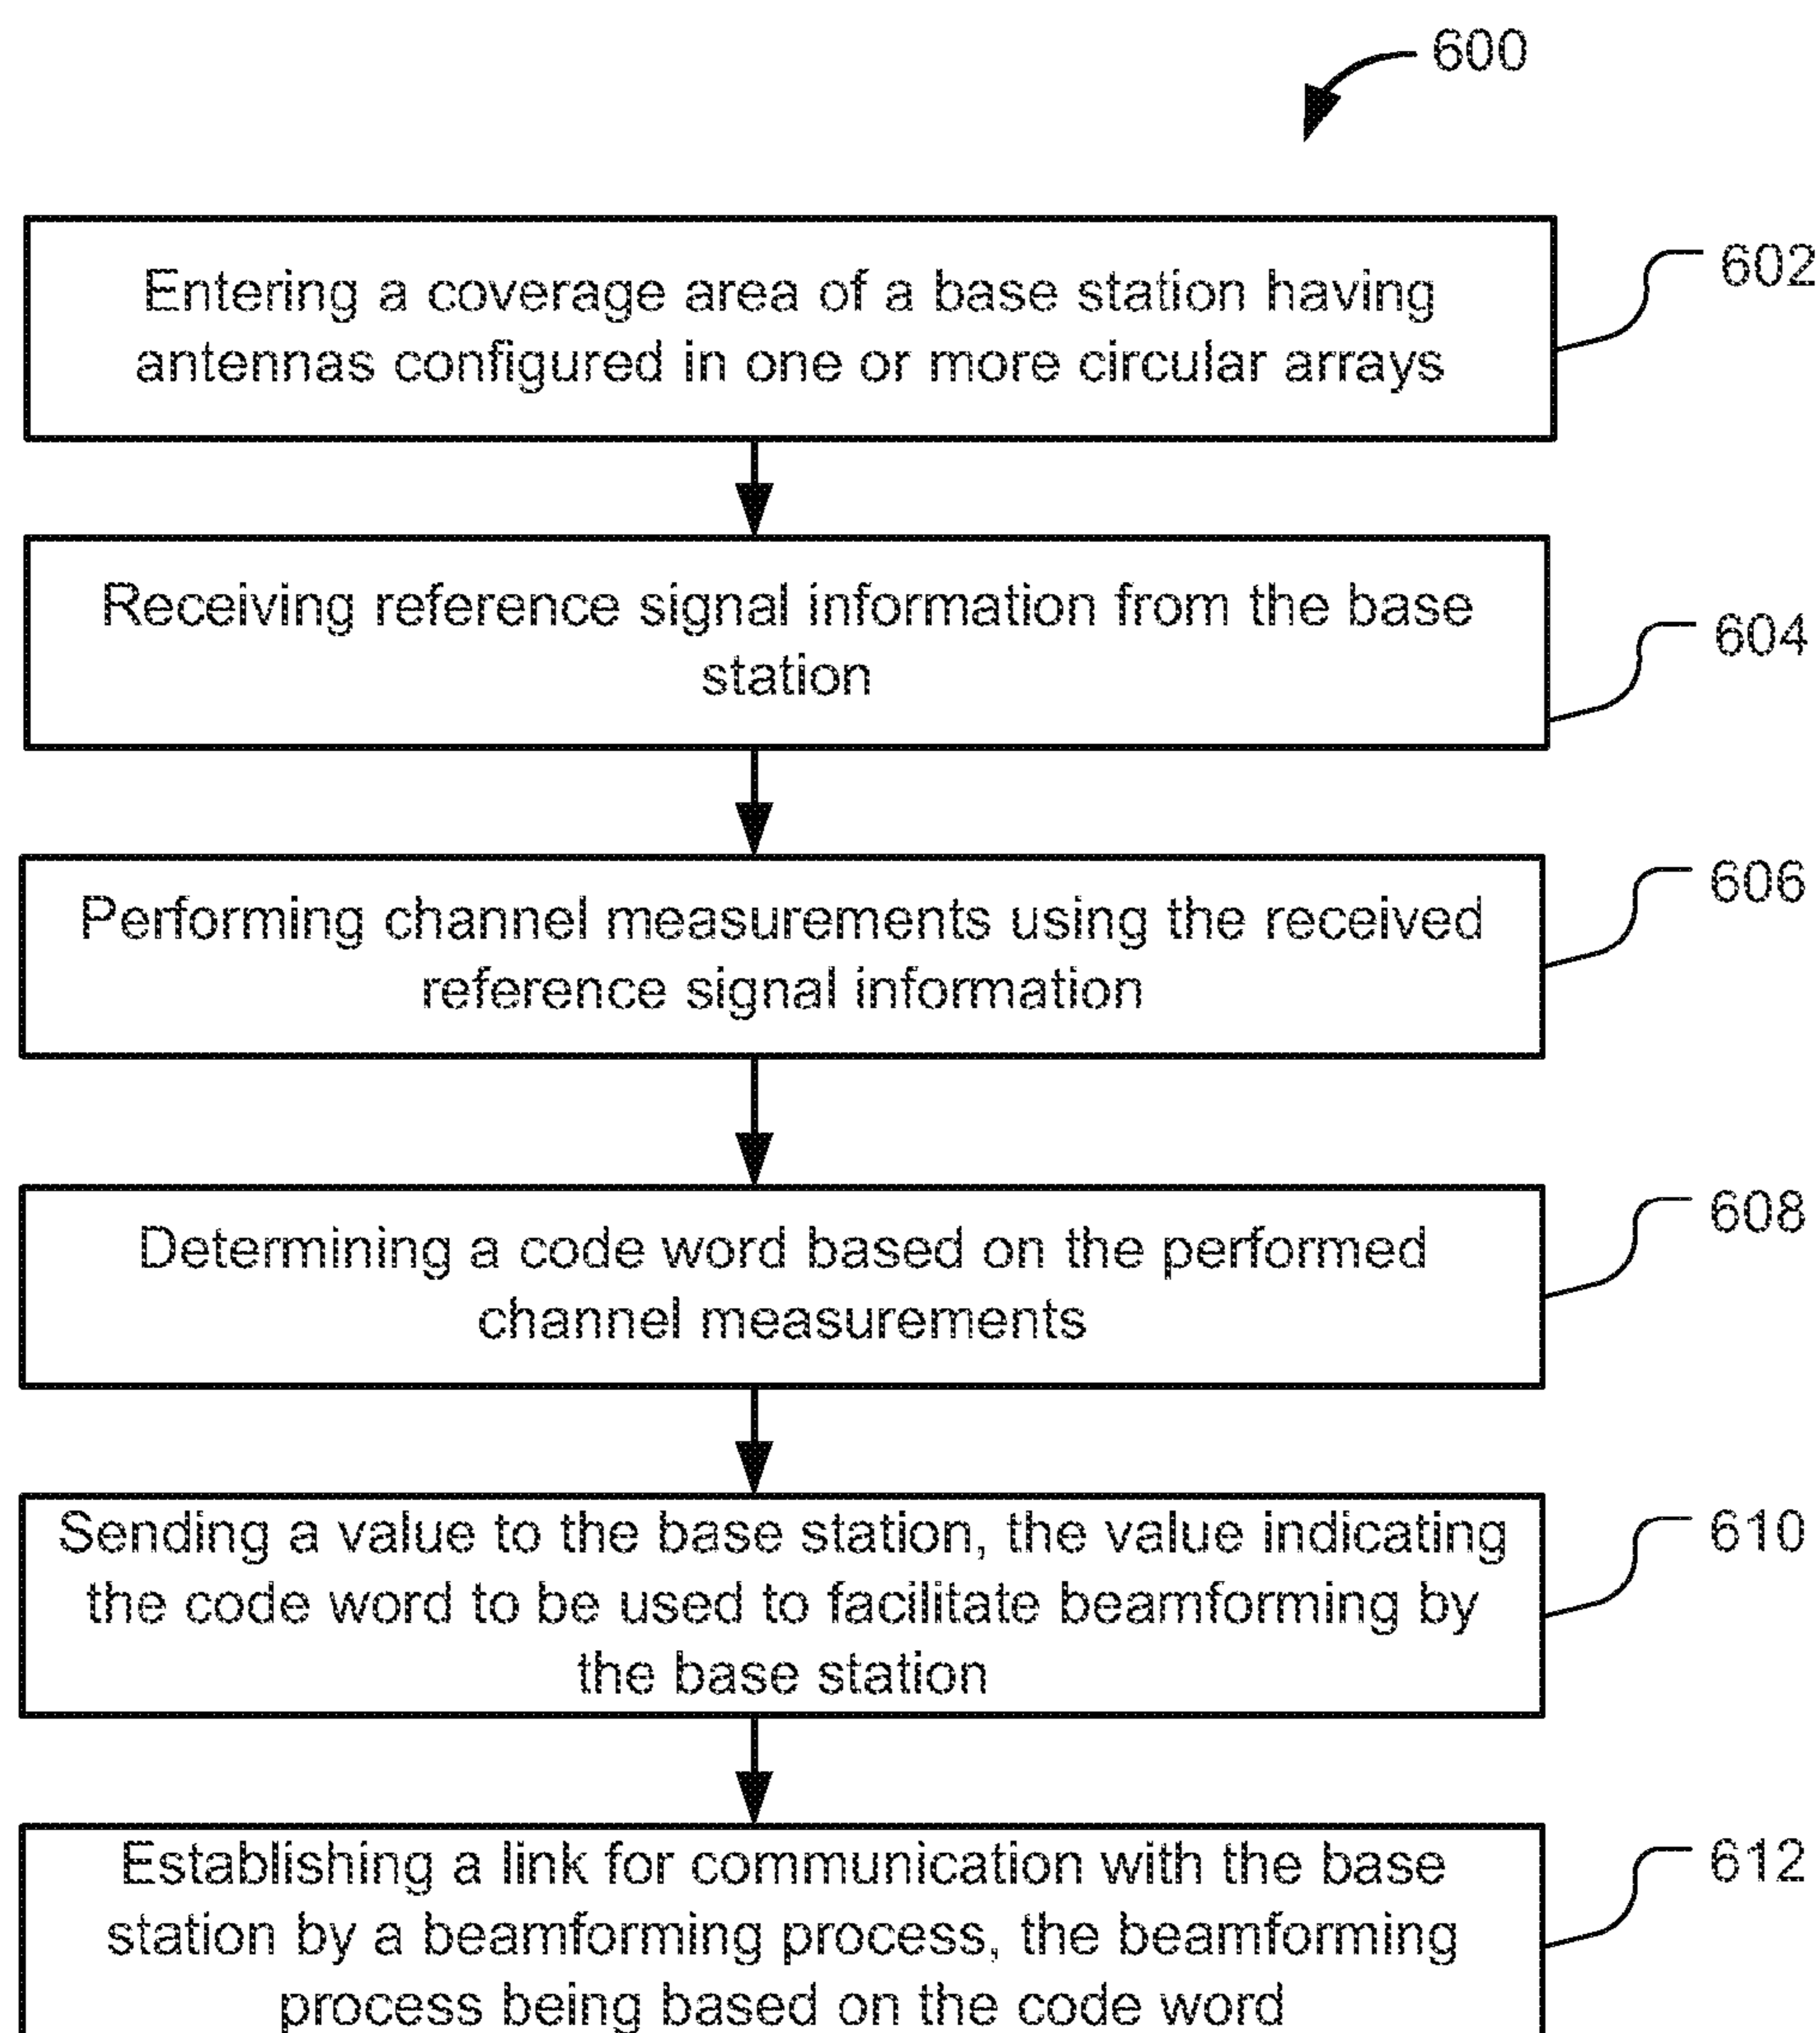 600
Entering a coverage area of a base station having
antennas configured in one or more circular arrays
602
Receiving reference signal information from the base
station
604
Performing channel measurements using the received
reference signal information
606
Determining a code word based on the performed
channel measurements
608
Sending a value to the base station, the value indicating
the code word to be used to facilitate beamforming by
the base station
610
Establishing a link for communication with the base
station by a beamforming process, the beamforming
process being based on the code word
612